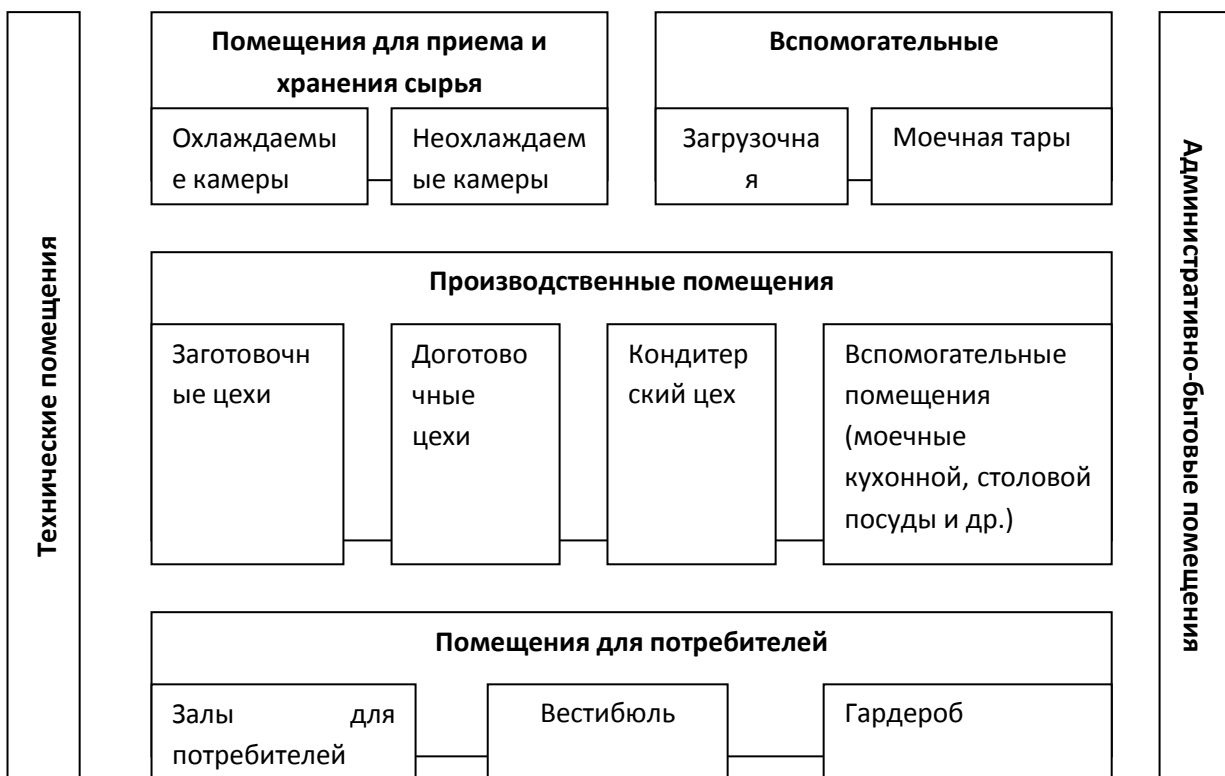 Технические помещения
Помещения для приема и
хранения сырья
Охлаждаемы
е камеры
Неохлаждаем
ые камеры
Вспомогательные
Загрузочна
я
Моечная тары
Производственные помещения
Заготовочн
ые цехи
Доготово
чные
цехи
Кондитер
ский цех
Вспомогательные
помещения
(моечные
кухонной, столовой
посуды и др.)
Помещения для потребителей
Залы для
потребителей
Вестибюль
Гардероб
Административно-бытовые помещения